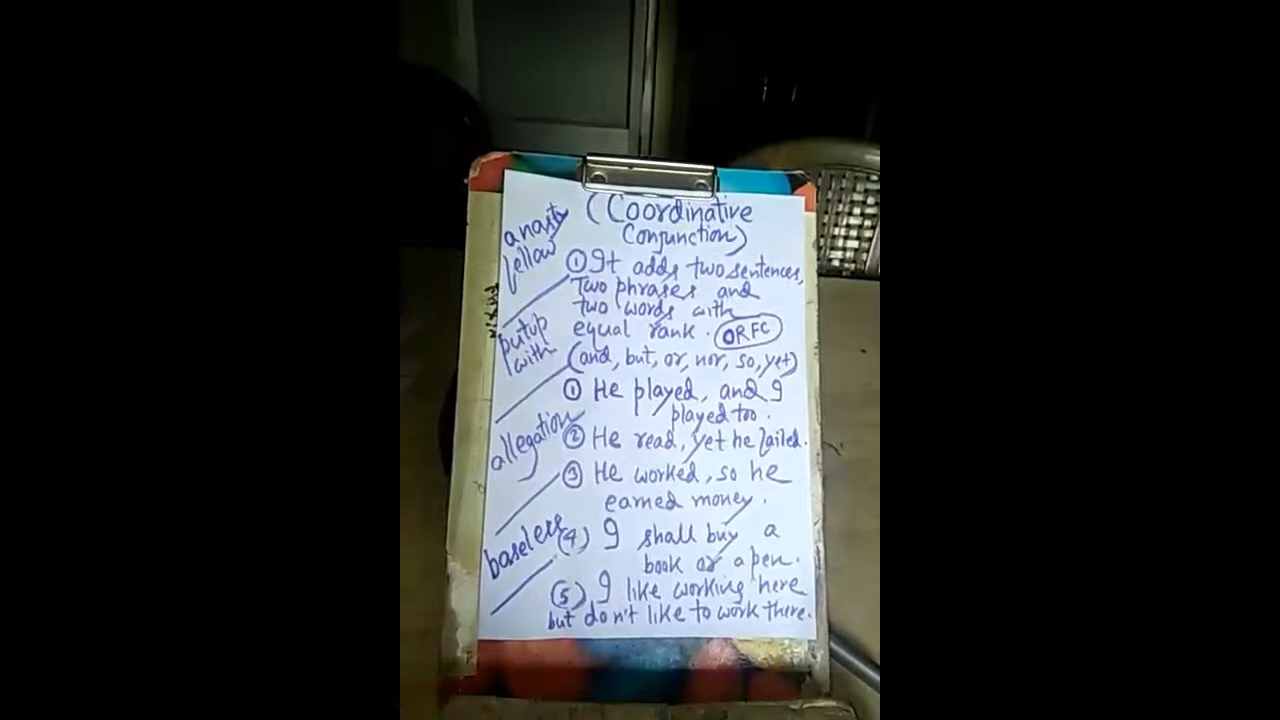 (Coordinative
Conjunction)
① It adds two sentences,
two phrases and
two words with
equal rank. ORFC
(and, but, or, nor, so, yet)
① He played, and I
played too.
② He read, yet he failed.
③ He worked, so he
earned money.
(4) I shall buy a
book or a pen.
(5) I like working here
but don't like to work there.
a nasty
fellow
put up
with
allegation
baseless